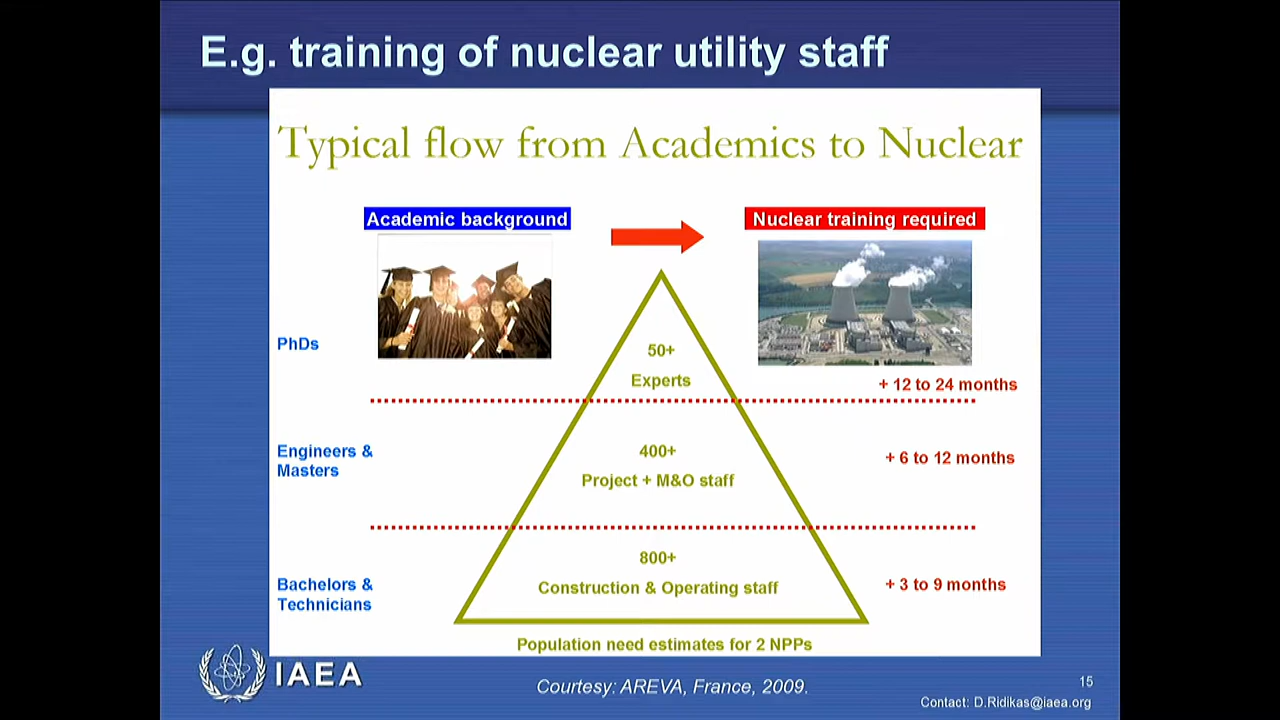 E.g. training of nuclear utility staff
Typical flow from Academics to Nuclear
Academic background
Nuclear training required
PhDs
50+
Experts
+ 12 to 24 months
Engineers &
Masters
400+
Project + M&O staff
+ 6 to 12 months
Bachelors &
Technicians
800+
Construction & Operating staff
+ 3 to 9 months
Population need estimates for 2 NPPs
IAEA
Courtesy: AREVA, France, 2009.
15
Contact: D.Ridikas@iaea.org